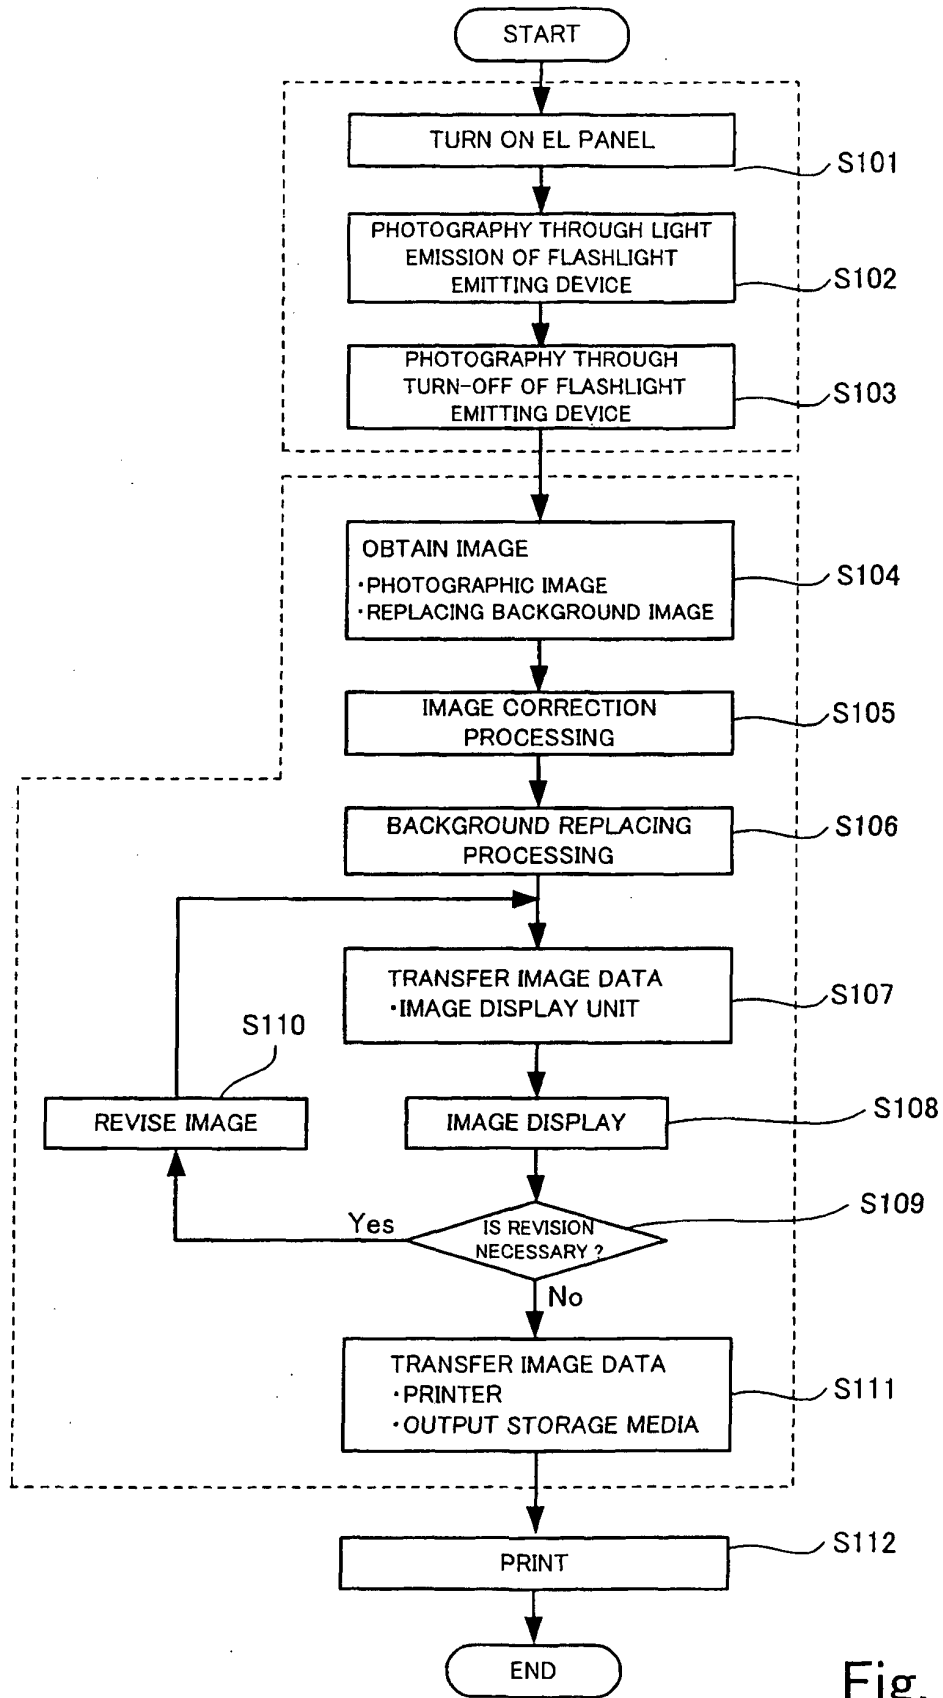 START
TURN ON EL PANEL
S101
PHOTOGRAPHY THROUGH LIGHT
EMISSION OF FLASHLIGHT
EMITTING DEVICE
S102
PHOTOGRAPHY THROUGH
TURN-OFF OF FLASHLIGHT
EMITTING DEVICE
S103
OBTAIN IMAGE
・PHOTOGRAPHIC IMAGE
・REPLACING BACKGROUND IMAGE
S104
IMAGE CORRECTION
PROCESSING
S105
BACKGROUND REPLACING
PROCESSING
S106
TRANSFER IMAGE DATA
・IMAGE DISPLAY UNIT
S107
S110
REVISE IMAGE
IMAGE DISPLAY
S108
IS REVISION
NECESSARY ?
S109
Yes
No
TRANSFER IMAGE DATA
・PRINTER
・OUTPUT STORAGE MEDIA
S111
PRINT
S112
END
Fig.